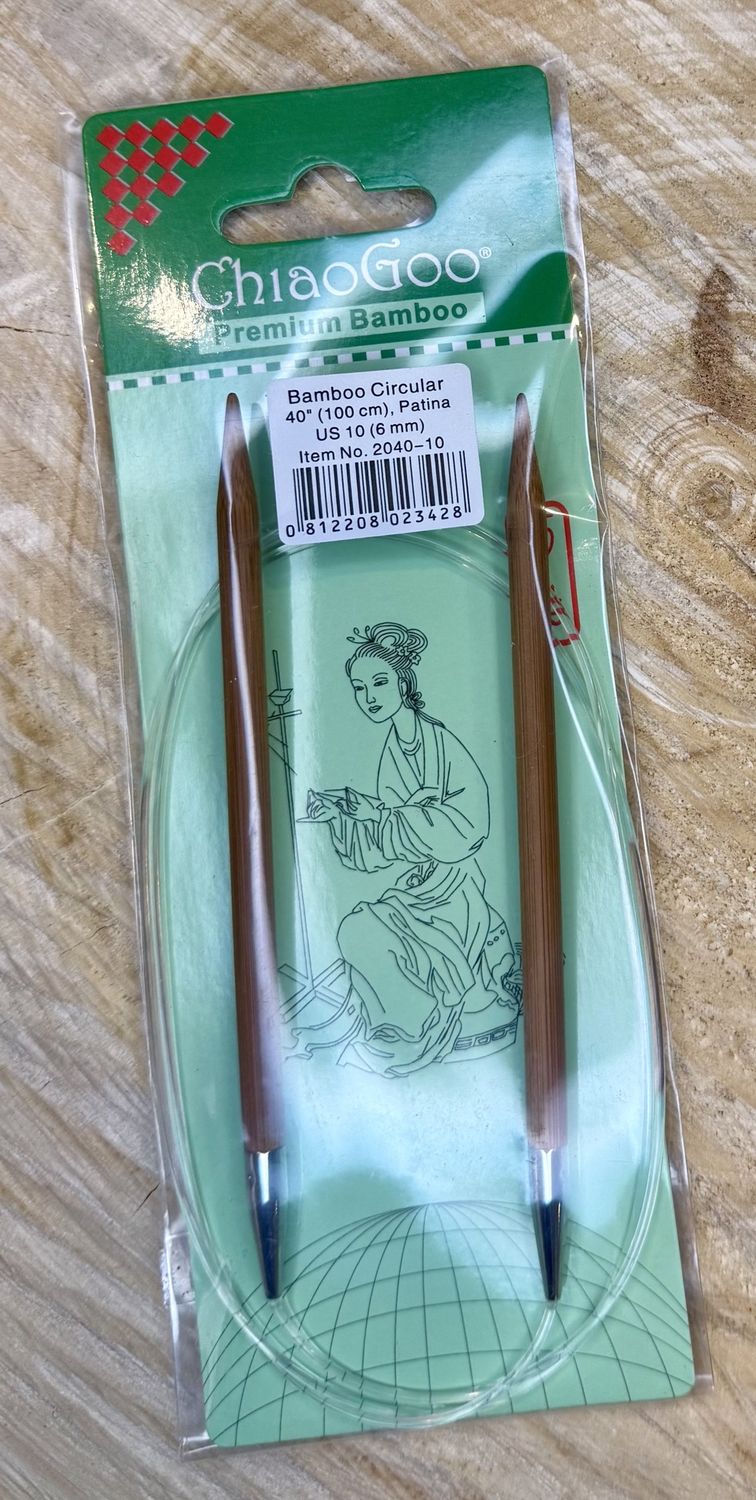 ChiaoGoo®
Premium Bamboo
Bamboo Circular
40" (100 cm), Patina
US 10 (6 mm)
Item No. 2040-10
0 812208 023428